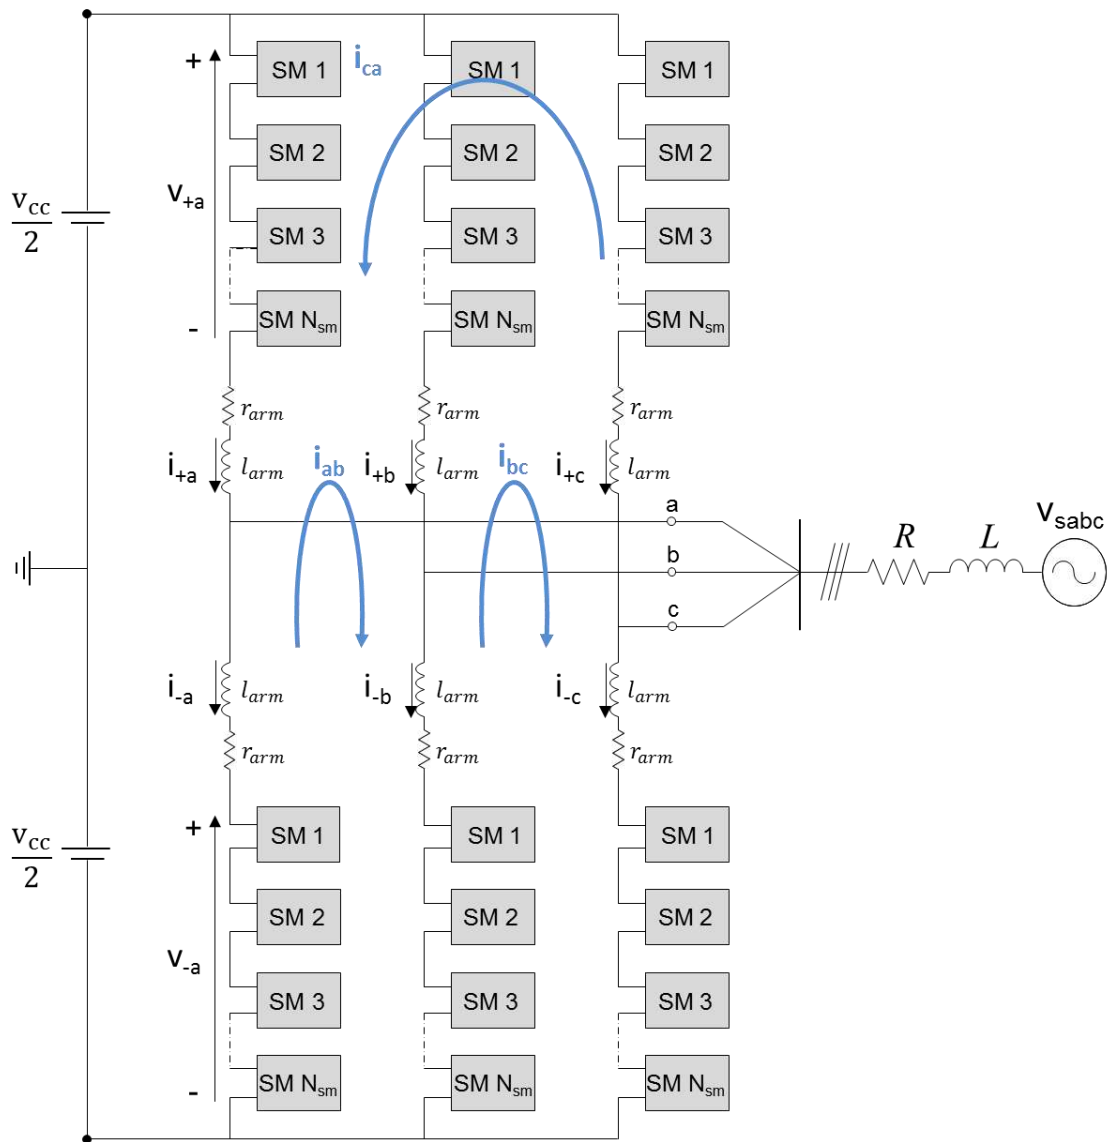 + SM 1 i_ca SM 1 SM 1
SM 2 SM 2 SM 2
v_+a
v_cc/2
SM 3 SM 3 SM 3
- SM N_sm SM N_sm SM N_sm
r_arm r_arm r_arm
i_+a l_arm i_ab i_+b l_arm i_bc i_+c l_arm
a
v_sabc
b R L
c
i_-a l_arm i_-b l_arm i_-c l_arm
r_arm r_arm r_arm
+ SM 1 SM 1 SM 1
v_cc/2
SM 2 SM 2 SM 2
v_-a
SM 3 SM 3 SM 3
- SM N_sm SM N_sm SM N_sm